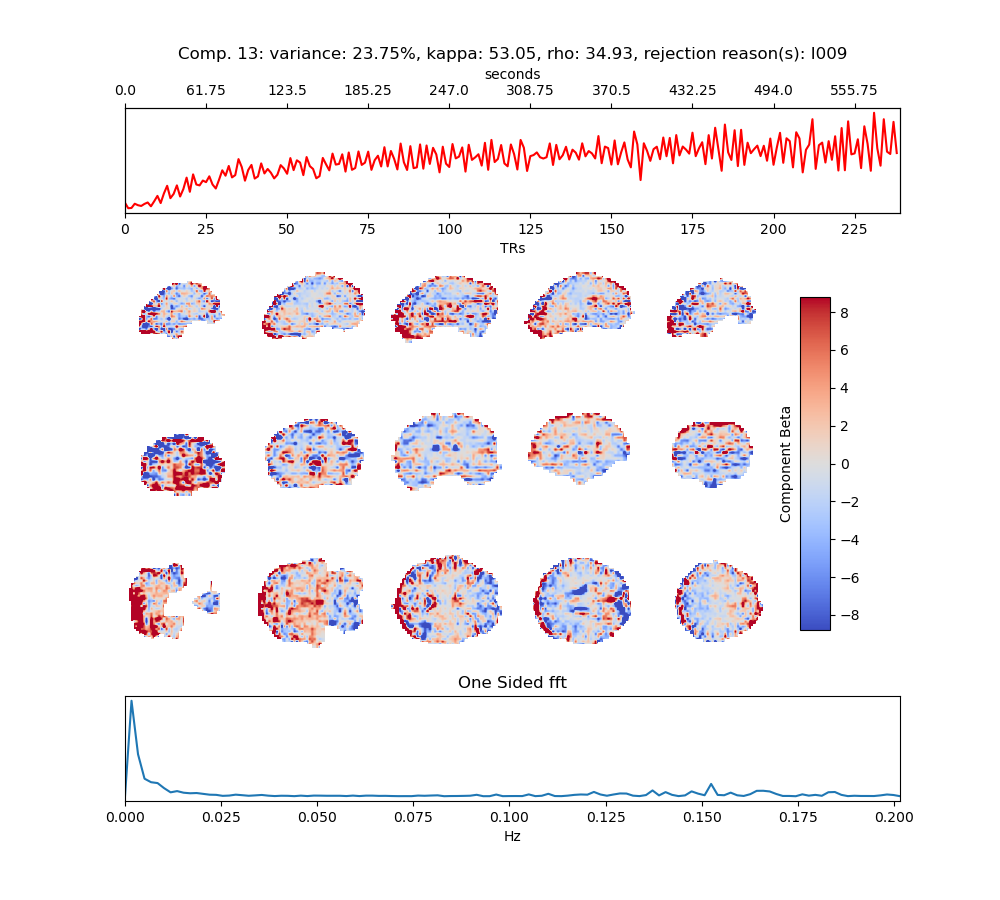 Comp. 13: variance: 23.75%, kappa: 53.05, rho: 34.93, rejection reason(s): I009
seconds
0.0 61.75 123.5 185.25 247.0 308.75 370.5 432.25 494.0 555.75
0 25 50 75 100 125 150 175 200 225
TRs
8
6
4
2
0
−2
−4
−6
−8
Component Beta
One Sided fft
0.000 0.025 0.050 0.075 0.100 0.125 0.150 0.175 0.200
Hz